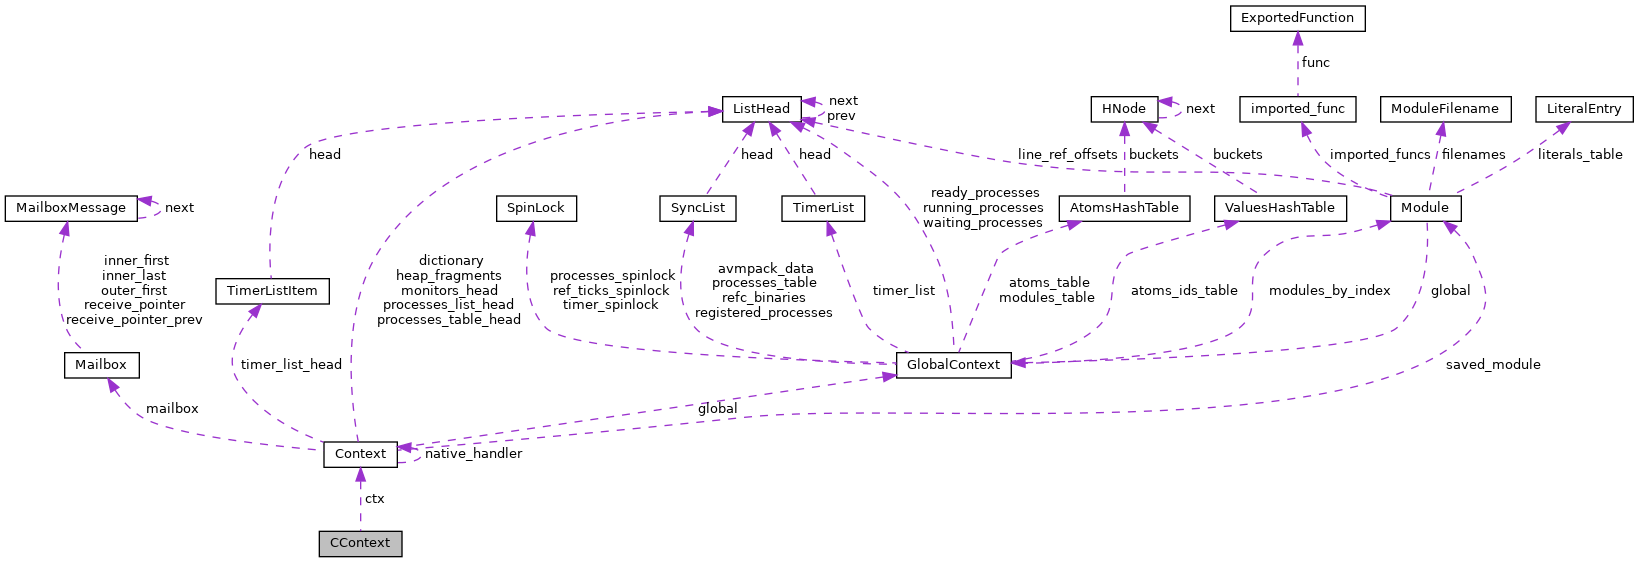 ExportedFunction
func
ListHead
next
prev
HNode
next
imported_func
ModuleFilename
LiteralEntry
head
head
head
line_ref_offsets
buckets
buckets
imported_funcs
filenames
literals_table
MailboxMessage
next
SpinLock
SyncList
TimerList
ready_processes
running_processes
waiting_processes
AtomsHashTable
ValuesHashTable
Module
inner_first
inner_last
outer_first
receive_pointer
receive_pointer_prev
TimerListItem
dictionary
heap_fragments
monitors_head
processes_list_head
processes_table_head
processes_spinlock
ref_ticks_spinlock
timer_spinlock
avmpack_data
processes_table
refc_binaries
registered_processes
timer_list
atoms_table
modules_table
atoms_ids_table
modules_by_index
global
Mailbox
timer_list_head
GlobalContext
saved_module
mailbox
global
Context
native_handler
ctx
CContext